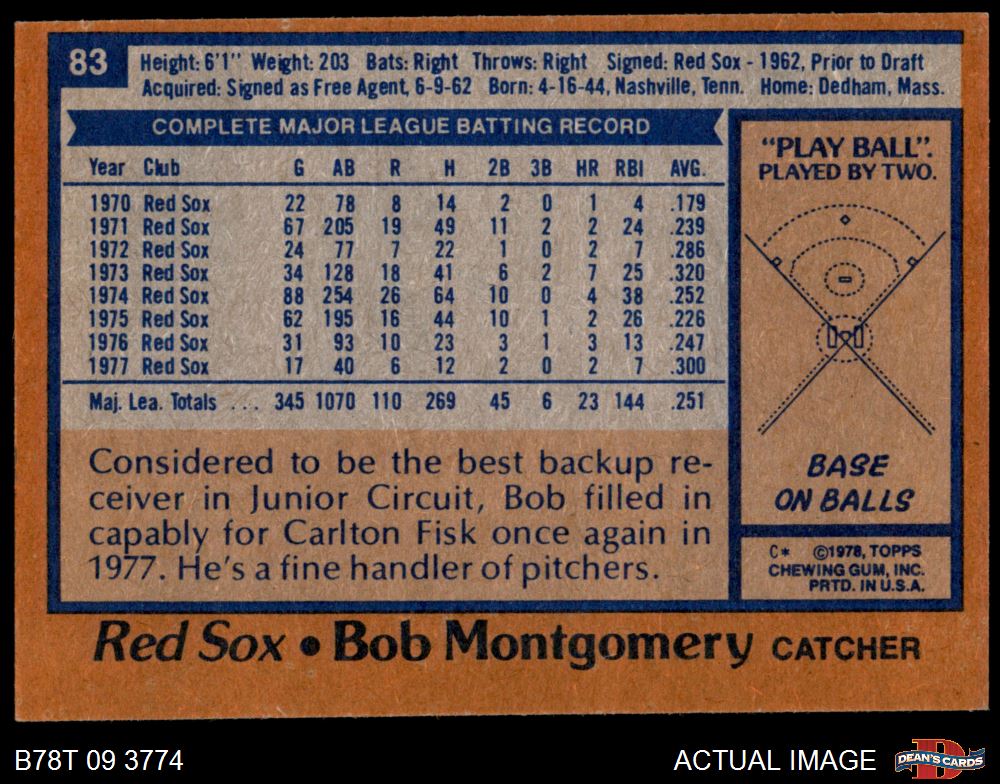 83
Height: 6'1" Weight: 203 Bats: Right Throws: Right Signed: Red Sox - 1962, Prior to Draft
Acquired: Signed as Free Agent, 6-9-62 Born: 4-16-44, Nashville, Tenn. Home: Dedham, Mass.
COMPLETE MAJOR LEAGUE BATTING RECORD
Year Club G AB R H 2B 3B HR RBI AVG.
1970 Red Sox 22 78 8 14 2 0 1 4 .179
1971 Red Sox 67 205 19 49 11 2 2 24 .239
1972 Red Sox 24 77 7 22 1 0 2 7 .286
1973 Red Sox 34 128 18 41 6 2 7 25 .320
1974 Red Sox 88 254 26 64 10 0 4 38 .252
1975 Red Sox 62 195 16 44 10 1 2 26 .226
1976 Red Sox 31 93 10 23 3 1 3 13 .247
1977 Red Sox 17 40 6 12 2 0 2 7 .300
Maj. Lea. Totals ... 345 1070 110 269 45 6 23 144 .251
Considered to be the best backup re-
ceiver in Junior Circuit, Bob filled in
capably for Carlton Fisk once again in
1977. He's a fine handler of pitchers.
"PLAY BALL".
PLAYED BY TWO.
BASE
ON BALLS
C* ©1978, TOPPS
CHEWING GUM, INC.
PRTD. IN U.S.A.
Red Sox • Bob Montgomery CATCHER
B78T 09 3774
ACTUAL IMAGE
D
DEAN'S CARDS